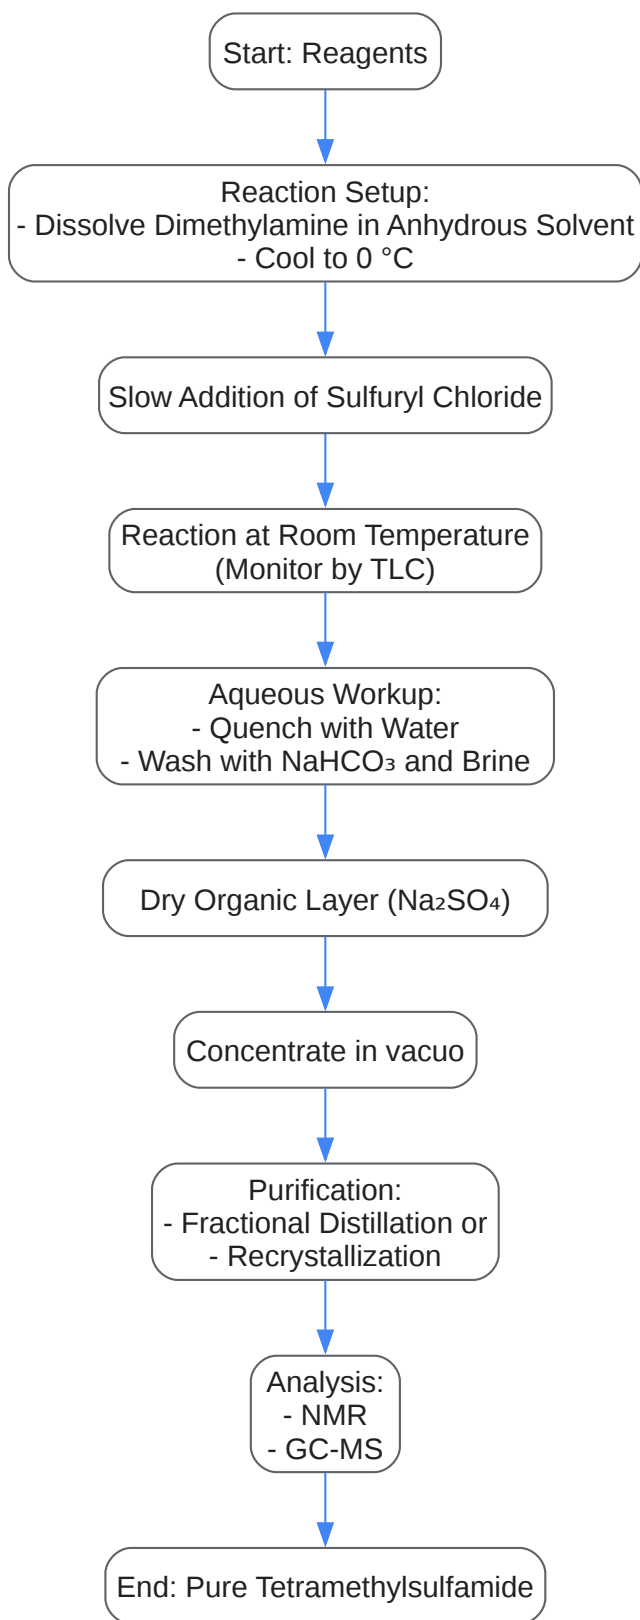 Start: Reagents
Reaction Setup:
- Dissolve Dimethylamine in Anhydrous Solvent
- Cool to 0 °C
Slow Addition of Sulfuryl Chloride
Reaction at Room Temperature
(Monitor by TLC)
Aqueous Workup:
- Quench with Water
- Wash with NaHCO₃ and Brine
Dry Organic Layer (Na₂SO₄)
Concentrate in vacuo
Purification:
- Fractional Distillation or
- Recrystallization
Analysis:
- NMR
- GC-MS
End: Pure Tetramethylsulfamide